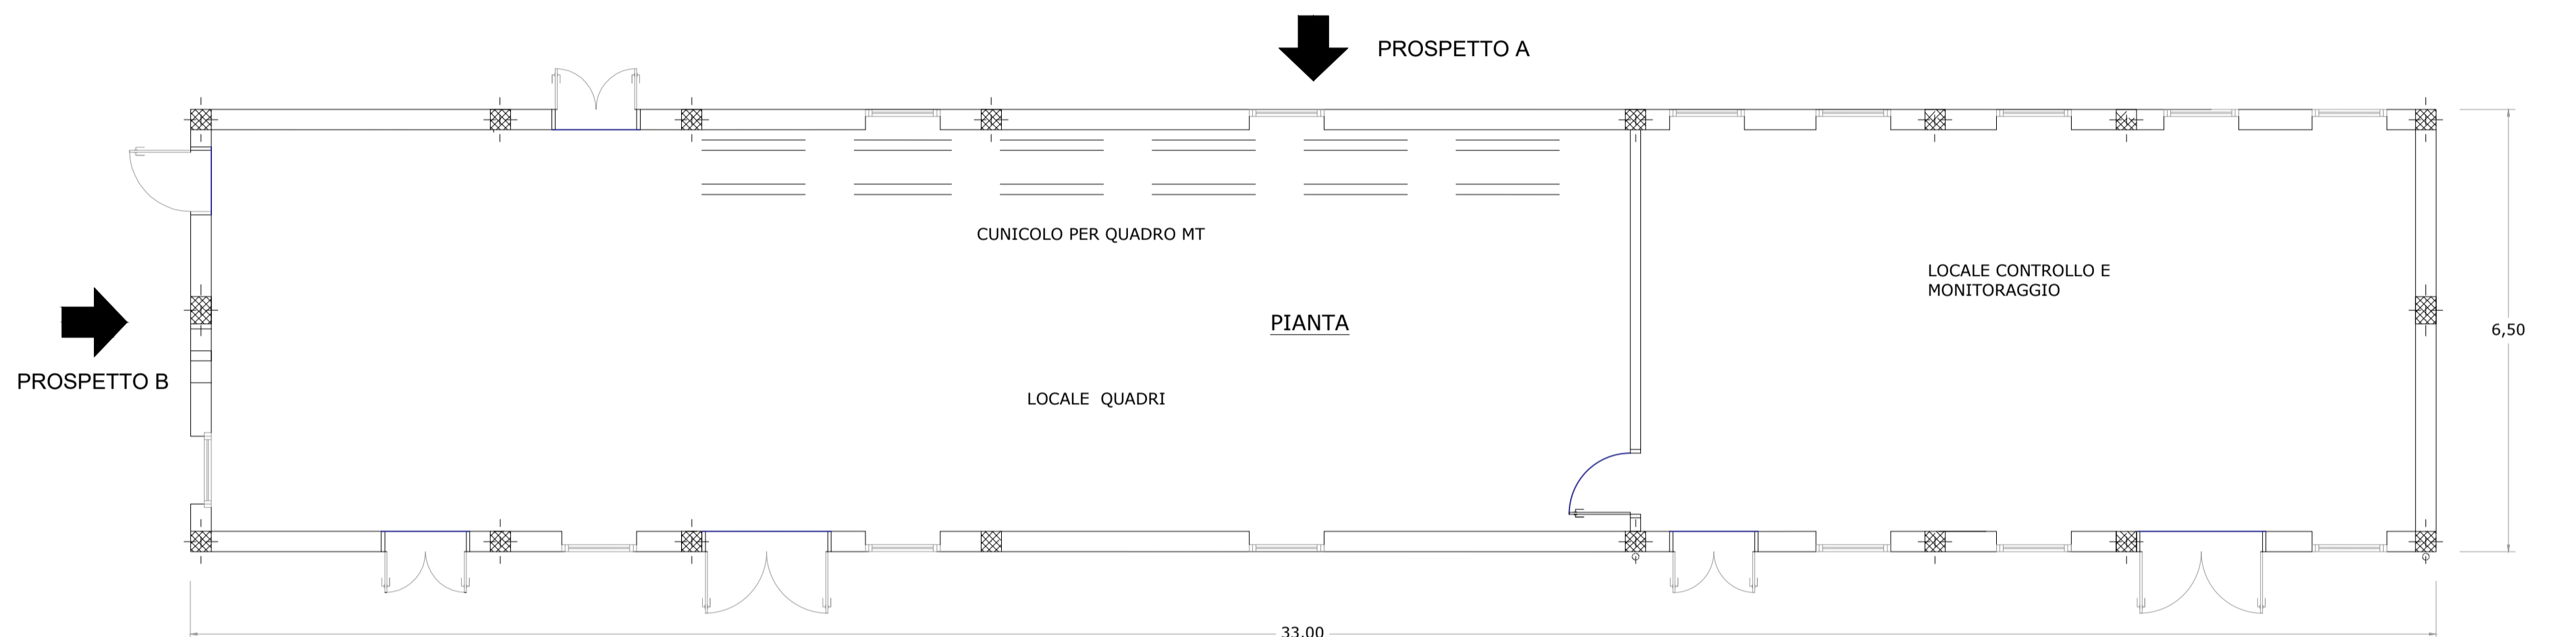 PROSPETTO A
CUNICOLO PER QUADRO MT
LOCALE CONTROLLO E
MONITORAGGIO
PIANTA
6,50
PROSPETTO B
LOCALE QUADRI
33,00